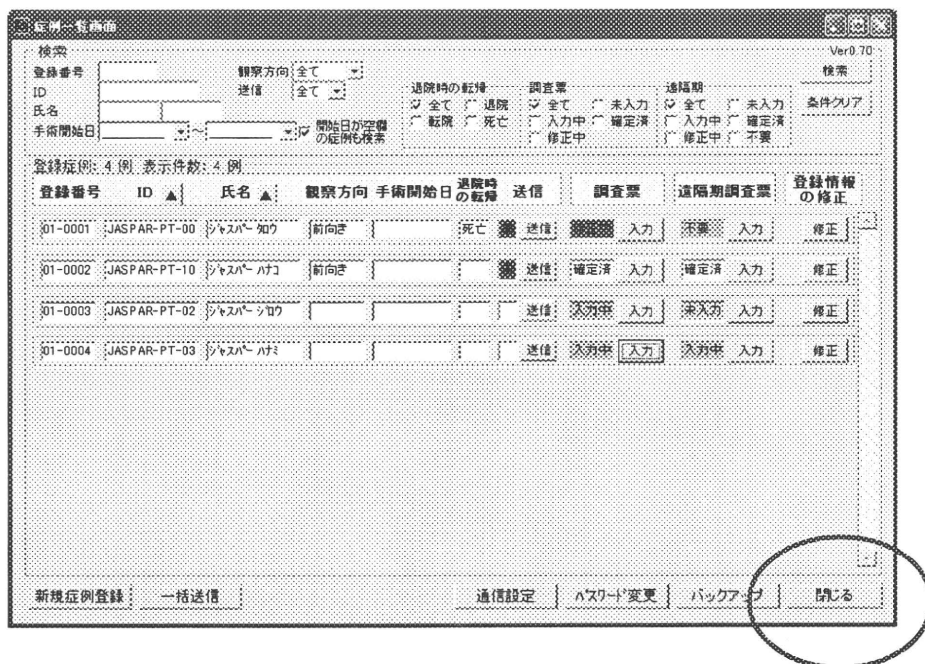 症例一覧画面
検索
Ver0.70
登録番号 観察方向 全て 検索
ID 送信 全て 退院時の転帰 調査票 遠隔期
氏名 全て 退院 全て 未入力 全て 未入力 条件クリア
転院 死亡 入力中 確定済 入力中 確定済
手術開始日 ～ 開始日が空欄の症例も検索 修正中 修正中 不要
登録症例: 4 例 表示件数: 4 例
登録番号 ID ▲ 氏名 ▲ 観察方向 手術開始日 退院時の転帰 送信 調査票 遠隔期調査票 登録情報の修正
01-0001 JASPAR-PT-00 ジャスパー タロウ 前向き 死亡 送信 入力 不要 入力 修正
01-0002 JASPAR-PT-10 ジャスパー ハナコ 前向き 送信 確定済 入力 確定済 入力 修正
01-0003 JASPAR-PT-02 ジャスパー ジロウ 送信 入力中 入力 未入力 入力 修正
01-0004 JASPAR-PT-03 ジャスパー ハナミ 送信 入力中 入力 入力中 入力 修正
新規症例登録 一括送信 通信設定 パスワード変更 バックアップ 閉じる